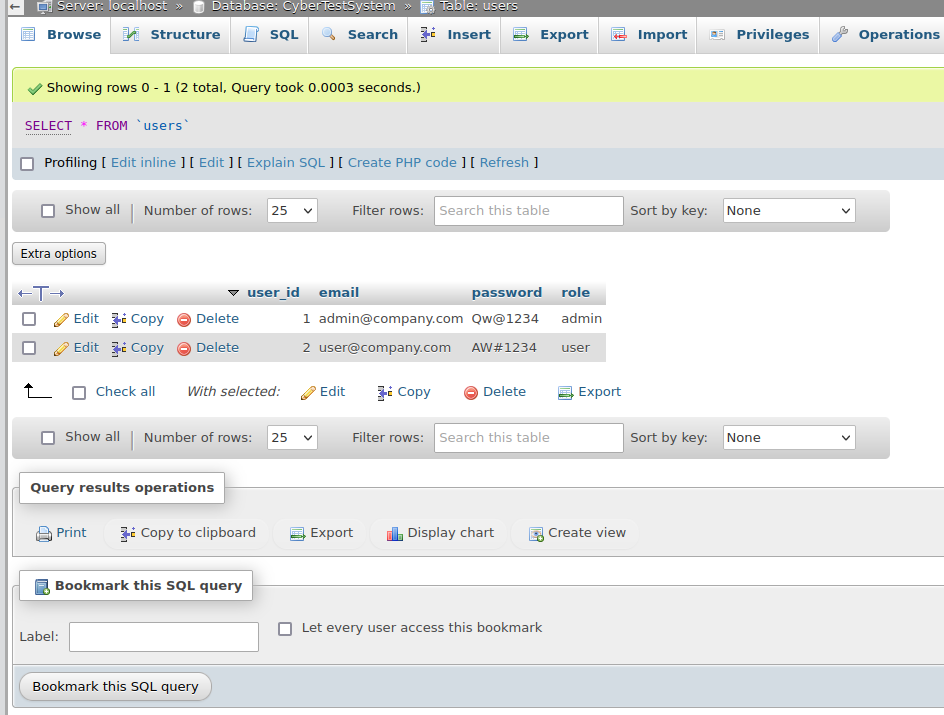 Server: localhost » Database: CyberTestSystem » Table: users
Browse Structure SQL Search Insert Export Import Privileges Operations
Showing rows 0 - 1 (2 total, Query took 0.0003 seconds.)
SELECT * FROM `users`
Profiling [ Edit inline ] [ Edit ] [ Explain SQL ] [ Create PHP code ] [ Refresh ]
Show all | Number of rows: 25 Filter rows: Search this table Sort by key: None
Extra options
←T→ user_id email password role
Edit Copy Delete 1 admin@company.com Qw@1234 admin
Edit Copy Delete 2 user@company.com AW#1234 user
Check all With selected: Edit Copy Delete Export
Show all | Number of rows: 25 Filter rows: Search this table Sort by key: None
Query results operations
Print Copy to clipboard Export Display chart Create view
Bookmark this SQL query
Label: Let every user access this bookmark
Bookmark this SQL query